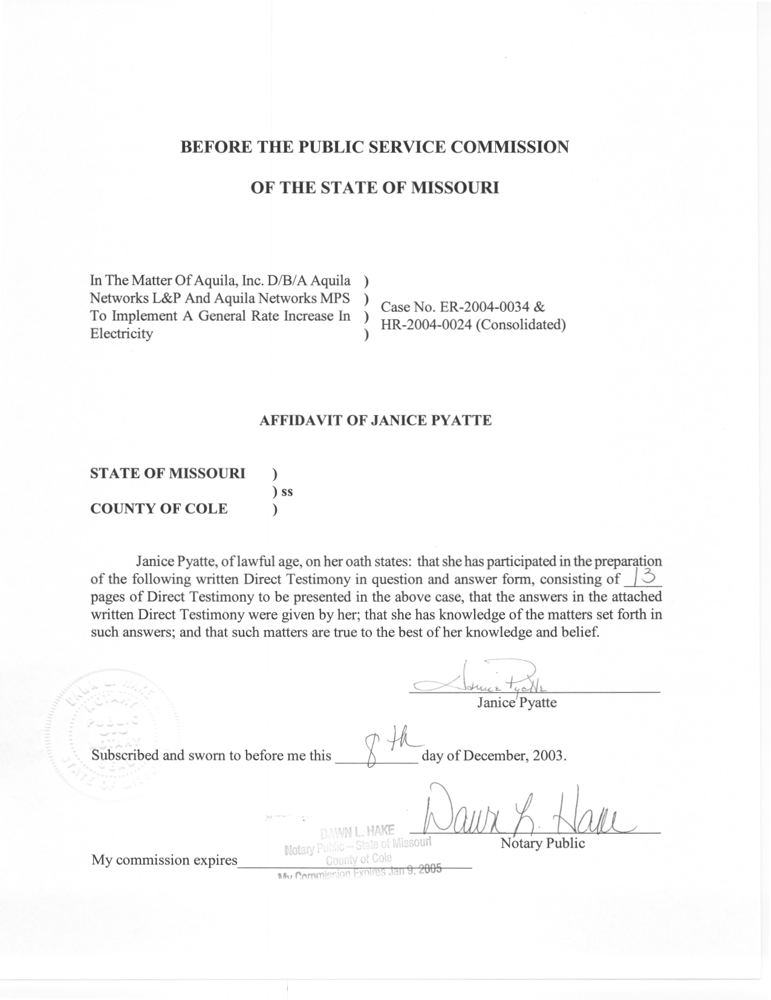 BEFORE THE PUBLIC SERVICE COMMISSION
OF THE STATE OF MISSOURI
In The Matter Of Aquila, Inc. D/B/A Aquila )
Networks L&P And Aquila Networks MPS )
To Implement A General Rate Increase In )
Electricity )
Case No. ER-2004-0034 &
HR-2004-0024 (Consolidated)
AFFIDAVIT OF JANICE PYATTE
STATE OF MISSOURI )
) ss
COUNTY OF COLE )
Janice Pyatte, of lawful age, on her oath states: that she has participated in the preparation
of the following written Direct Testimony in question and answer form, consisting of 13
pages of Direct Testimony to be presented in the above case, that the answers in the attached
written Direct Testimony were given by her; that she has knowledge of the matters set forth in
such answers; and that such matters are true to the best of her knowledge and belief.
Janice Pyatte
Janice Pyatte
DAWN L. HAKE
NOTARY
PUBLIC
NOTARY
SEAL
STATE OF
Subscribed and sworn to before me this 8th day of December, 2003.
Dawn L. Hake
Notary Public
DAWN L. HAKE
Notary Public – State of Missouri
County of Cole
My Commission Expires Jan 9, 2005
My commission expires